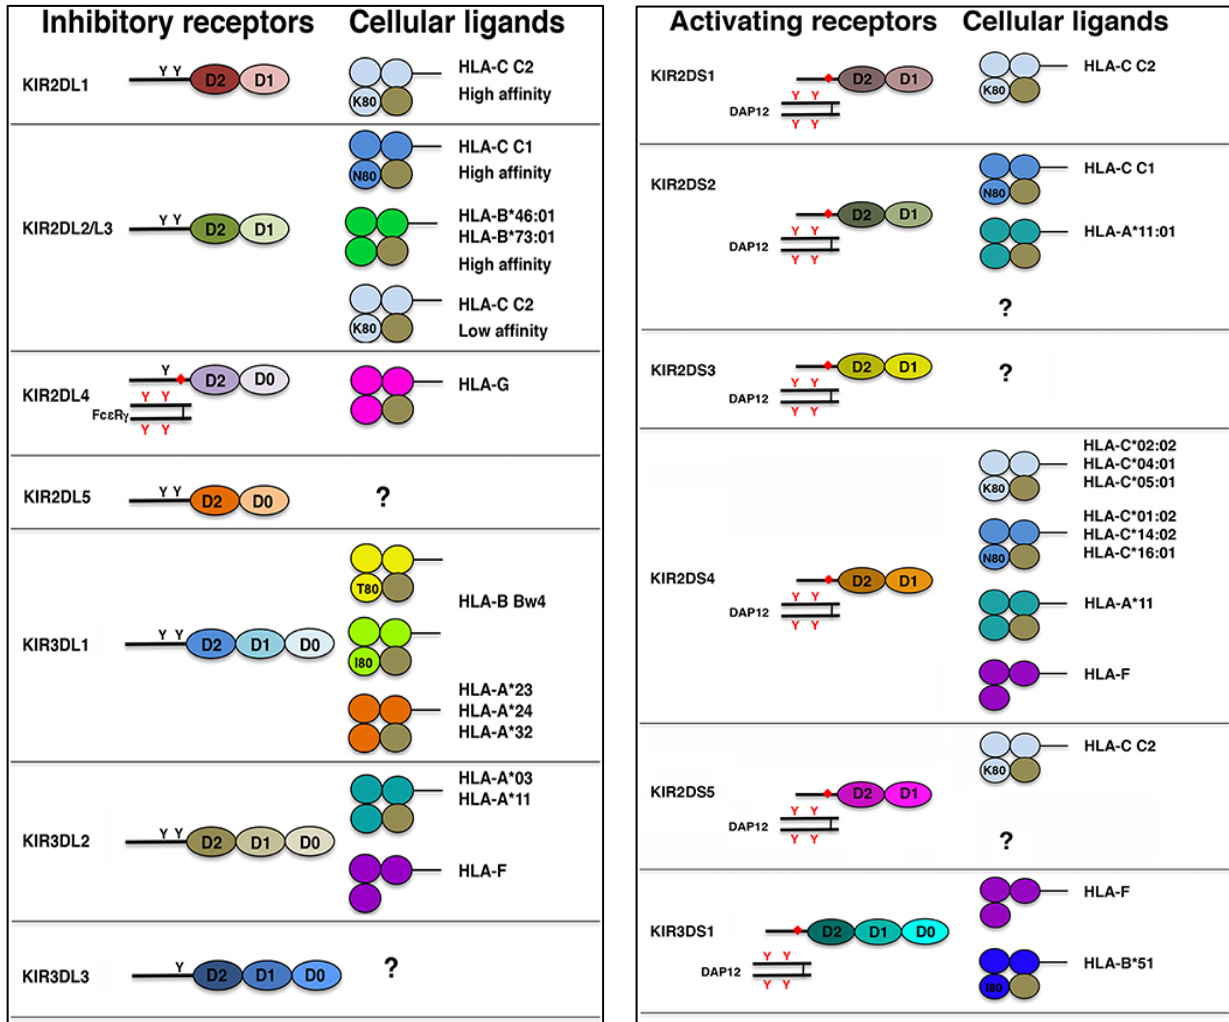 Inhibitory receptors Cellular ligands
KIR2DL1
Y Y
D2 D1
K80
HLA-C C2
High affinity
KIR2DL2/L3
Y Y
D2 D1
N80
HLA-C C1
High affinity
HLA-B*46:01
HLA-B*73:01
High affinity
K80
HLA-C C2
Low affinity
KIR2DL4
Y
D2 D0
Y Y
FcεRγ
Y Y
HLA-G
KIR2DL5
Y Y
D2 D0
?
KIR3DL1
Y Y
D2 D1 D0
T80
HLA-B Bw4
I80
HLA-A*23
HLA-A*24
HLA-A*32
KIR3DL2
Y Y
D2 D1 D0
HLA-A*03
HLA-A*11
HLA-F
KIR3DL3
Y
D2 D1 D0
?
Activating receptors Cellular ligands
KIR2DS1
D2 D1
Y Y
DAP12
Y Y
K80
HLA-C C2
KIR2DS2
D2 D1
Y Y
DAP12
Y Y
N80
HLA-C C1
HLA-A*11:01
?
KIR2DS3
D2 D1
Y Y
DAP12
Y Y
?
KIR2DS4
D2 D1
Y Y
DAP12
Y Y
K80
HLA-C*02:02
HLA-C*04:01
HLA-C*05:01
N80
HLA-C*01:02
HLA-C*14:02
HLA-C*16:01
HLA-A*11
HLA-F
KIR2DS5
D2 D1
Y Y
DAP12
Y Y
K80
HLA-C C2
?
KIR3DS1
D2 D1 D0
Y Y
DAP12
Y Y
HLA-F
I80
HLA-B*51